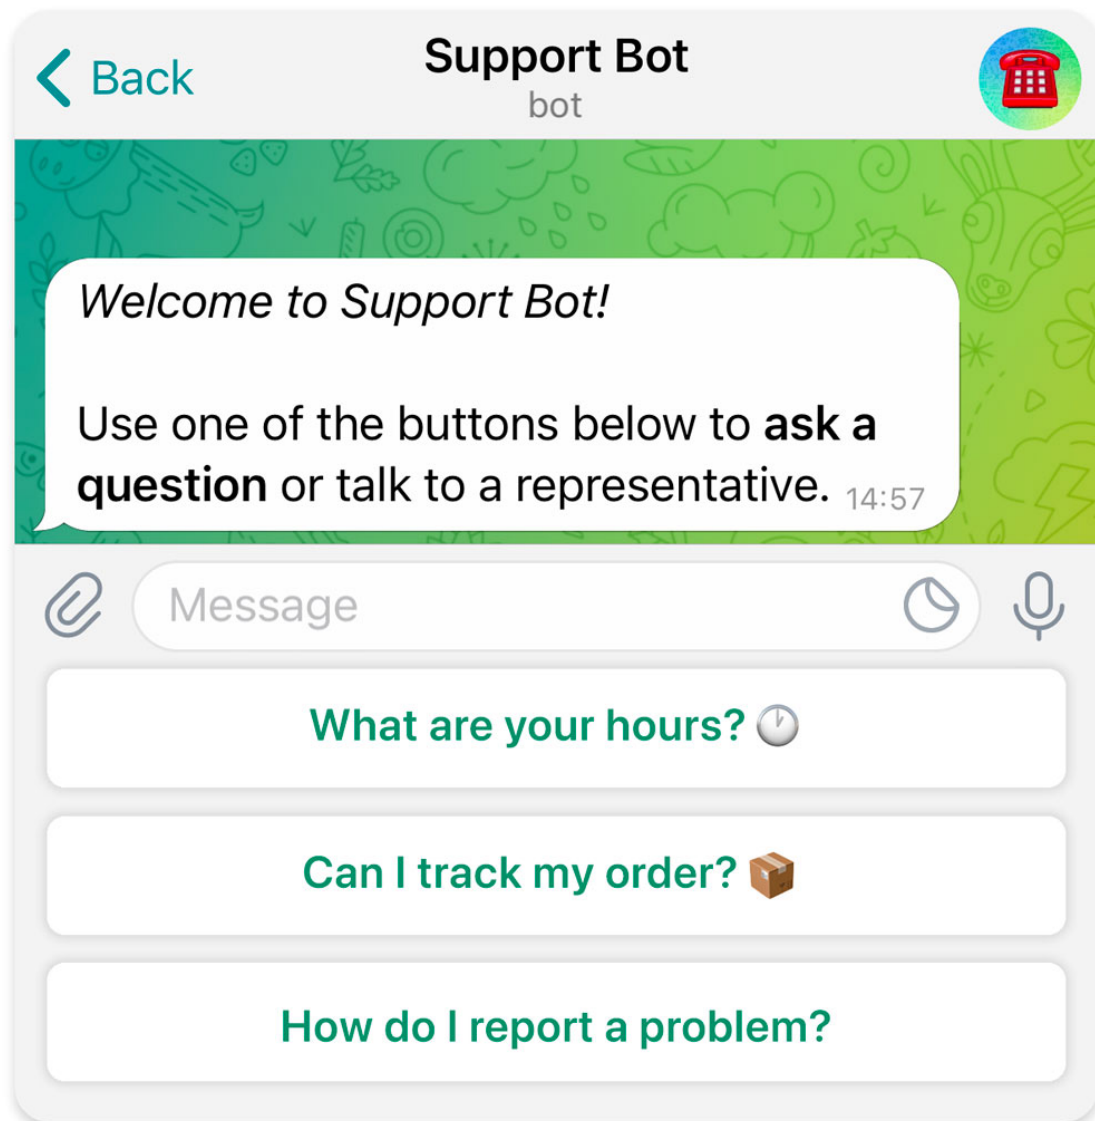 Back
Support Bot
bot
Welcome to Support Bot!
Use one of the buttons below to ask a
question or talk to a representative. 14:57
Message
What are your hours? 🕐
Can I track my order? 📦
How do I report a problem?